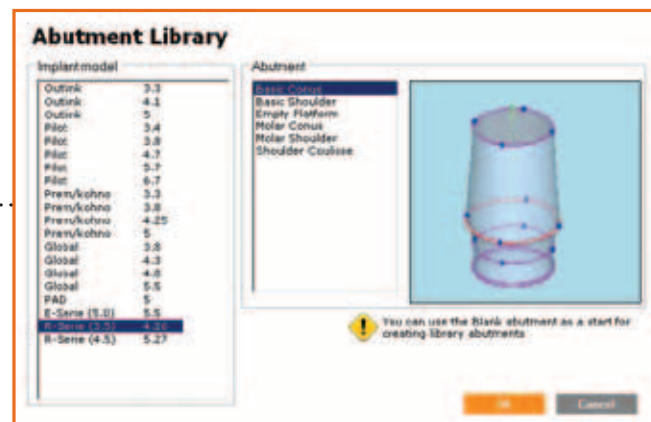 Abutment Library
Implantmodel
Outink 3.3
Outink 4.1
Outink 5
Pilot 3.4
Pilot 3.8
Pilot 4.7
Pilot 5.7
Pilot 6.7
Prem/kohno 3.3
Prem/kohno 3.8
Prem/kohno 4.25
Prem/kohno 5
Global 3.8
Global 4.3
Global 4.8
Global 5.5
PAD 5
E-Serie (5.0) 5.5
R-Serie (3.5) 4.20
R-Serie (4.5) 5.27
Abutment
Basic Conus
Basic Shoulder
Empty Platform
Molar Conus
Molar Shoulder
Shoulder Coulisse
You can use the Blank abutment as a start for
creating library abutments
OK
Cancel